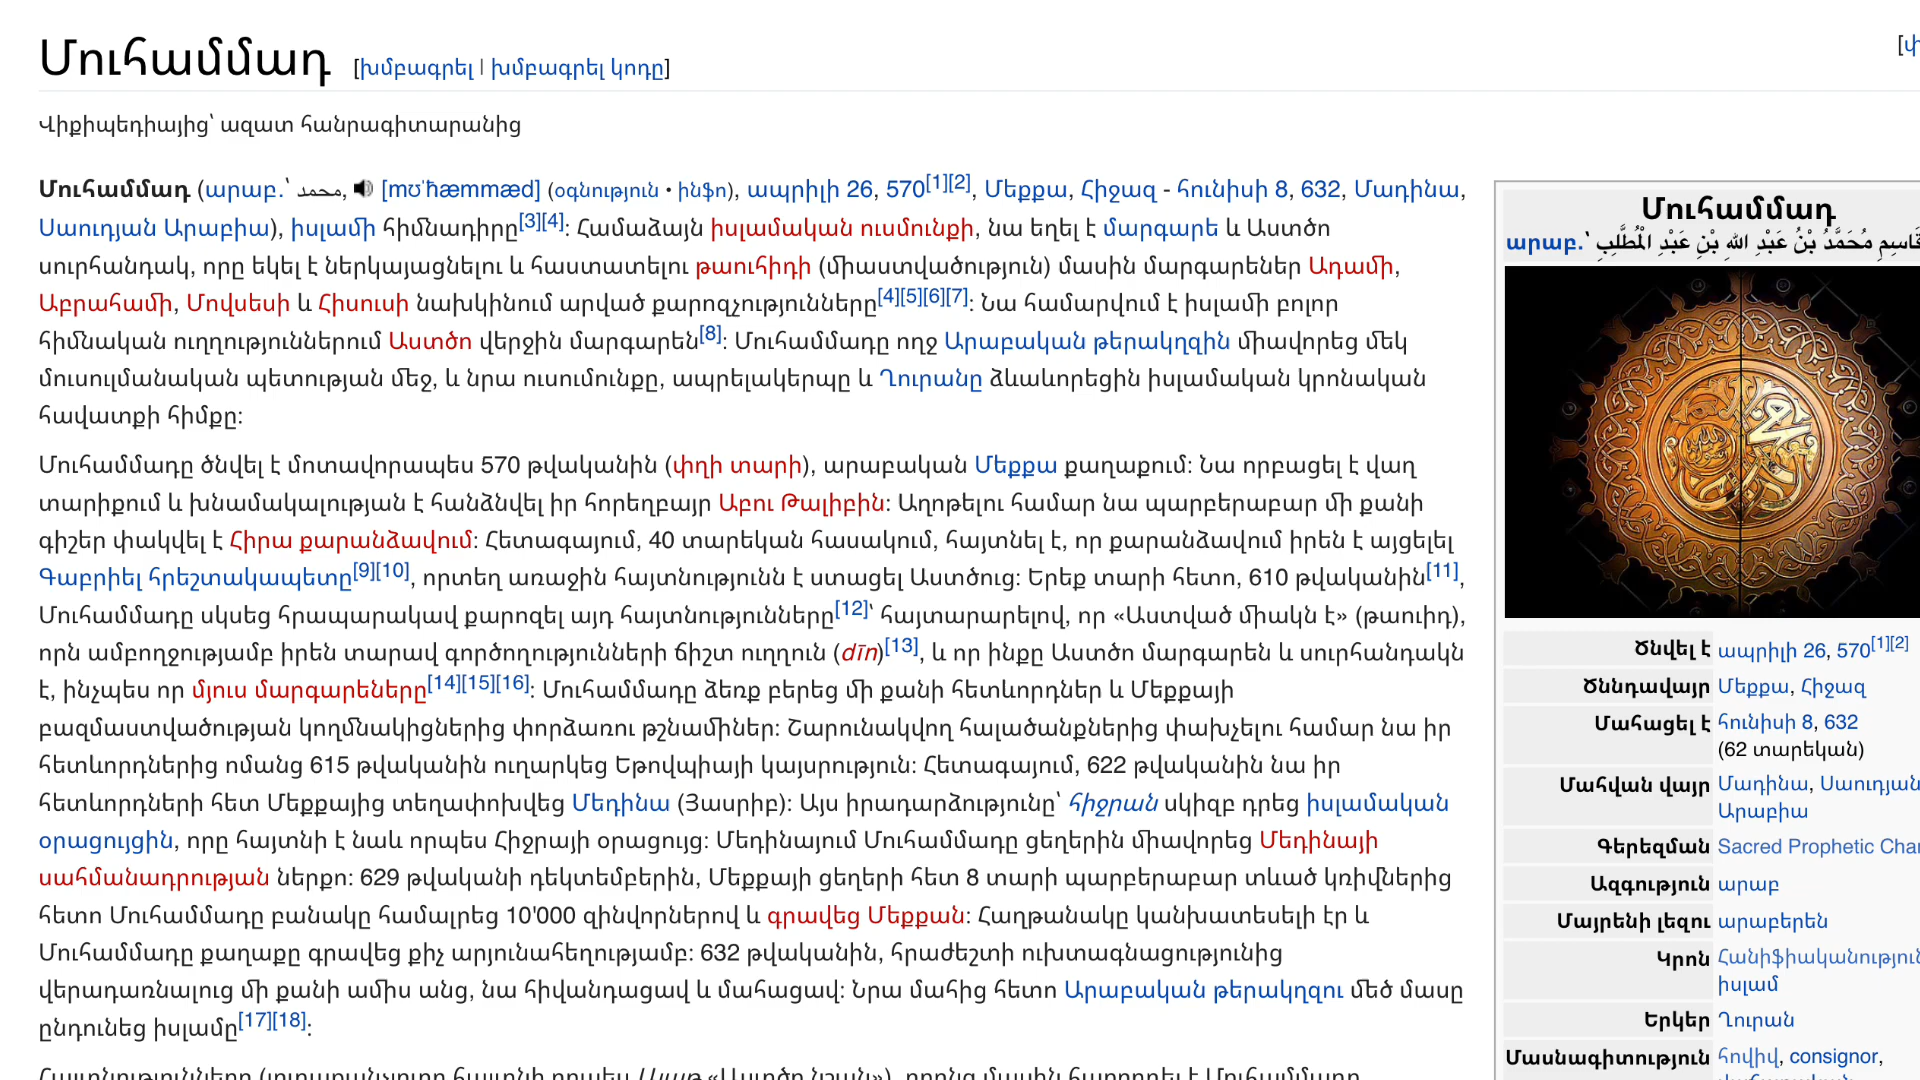 Մուհամմադ [խմբագրել | խմբագրել կոդը]
Վիքիպեդիայից՝ ազատ հանրագիտարանից
Մուհամմադ (արաբ.՝ محمد, [mʊˈħæmmæd] (օգնություն • ինֆո), ապրիլի 26, 570[1][2], Մեքքա, Հիջազ - հունիսի 8, 632, Մադինա,
Սաուդյան Արաբիա), իսլամի հիմնադիրը[3][4]: Համաձայն իսլամական ուսմունքի, նա եղել է մարգարե և Աստծո
սուրհանդակ, որը եկել է ներկայացնելու և հաստատելու թաուհիդի (միաստվածություն) մասին մարգարեներ Ադամի,
Աբրահամի, Մովսեսի և Հիսուսի նախկինում արված քարոզչությունները[4][5][6][7]: Նա համարվում է իսլամի բոլոր
հիմնական ուղղություններում Աստծո վերջին մարգարեն[8]: Մուհամմադը ողջ Արաբական թերակղզին միավորեց մեկ
մուսուլմանական պետության մեջ, և նրա ուսումունքը, ապրելակերպը և Ղուրանը ձևաևորեցին իսլամական կրոնական
հավատքի հիմքը:
Մուհամմադը ծնվել է մոտավորապես 570 թվականին (փղի տարի), արաբական Մեքքա քաղաքում: Նա որբացել է վաղ
տարիքում և խնամակալության է հանձնվել իր հորեղբայր Աբու Թալիբին: Աղոթելու համար նա պարբերաբար մի քանի
գիշեր փակվել է Հիրա քարանձավում: Հետագայում, 40 տարեկան հասակում, հայտնել է, որ քարանձավում իրեն է այցելել
Գաբրիել հրեշտակապետը[9][10], որտեղ առաջին հայտնությունն է ստացել Աստծուց: Երեք տարի հետո, 610 թվականին[11],
Մուհամմադը սկսեց հրապարակավ քարոզել այդ հայտնությունները[12]՝ հայտարարելով, որ «Աստված միակն է» (թաուիդ),
որն ամբողջությամբ իրեն տարավ գործողությունների ճիշտ ուղղուն (dīn)[13], և որ ինքը Աստծո մարգարեն և սուրհանդակն
է, ինչպես որ մյուս մարգարեները[14][15][16]: Մուհամմադը ձեռք բերեց մի քանի հետևորդներ և Մեքքայի
բազմաստվածության կողմնակիցներից փորձառու թշնամիներ: Շարունակվող հալածանքներից փախչելու համար նա իր
հետևորդներից ոմանց 615 թվականին ուղարկեց Եթովպիայի կայսրություն: Հետագայում, 622 թվականին նա իր
հետևորդների հետ Մեքքայից տեղափոխվեց Մեդինա (Յասրիբ): Այս իրադարձությունը՝ հիջրան սկիզբ դրեց իսլամական
օրացույցին, որը հայտնի է նաև որպես Հիջրայի օրացույց: Մեդինայում Մուհամմադը ցեղերին միավորեց Մեդինայի
սահմանադրության ներքո: 629 թվականի դեկտեմբերին, Մեքքայի ցեղերի հետ 8 տարի պարբերաբար տևած կռիվներից
հետո Մուհամմադը բանակը համալրեց 10'000 զինվորներով և գրավեց Մեքքան: Հաղթանակը կանխատեսելի էր և
Մուհամմադը քաղաքը գրավեց քիչ արյունահեղությամբ: 632 թվականին, հրաժեշտի ուխտագնացությունից
վերադառնալուց մի քանի ամիս անց, նա հիվանդացավ և մահացավ: Նրա մահից հետո Արաբական թերակղզու մեծ մասը
ընդունեց իսլամը[17][18]:
Մուհամմադ
արաբ.՝ مُحَمَّدُ بْنُ عَبْدِ اللهِ بْنِ عَبْدِ الْمُطَّلِبِ
Ծնվել է ապրիլի 26, 570[1][2]
Ծննդավայր Մեքքա, Հիջազ
Մահացել է հունիսի 8, 632
(62 տարեկան)
Մահվան վայր Մադինա, Սաուդյան
Արաբիա
Գերեզման Sacred Prophetic
Ազգություն արաբ
Մայրենի լեզու արաբերեն
Կրոն
իսլամ
Երկեր Ղուրան
Մասնագիտություն հովիվ, consignor,